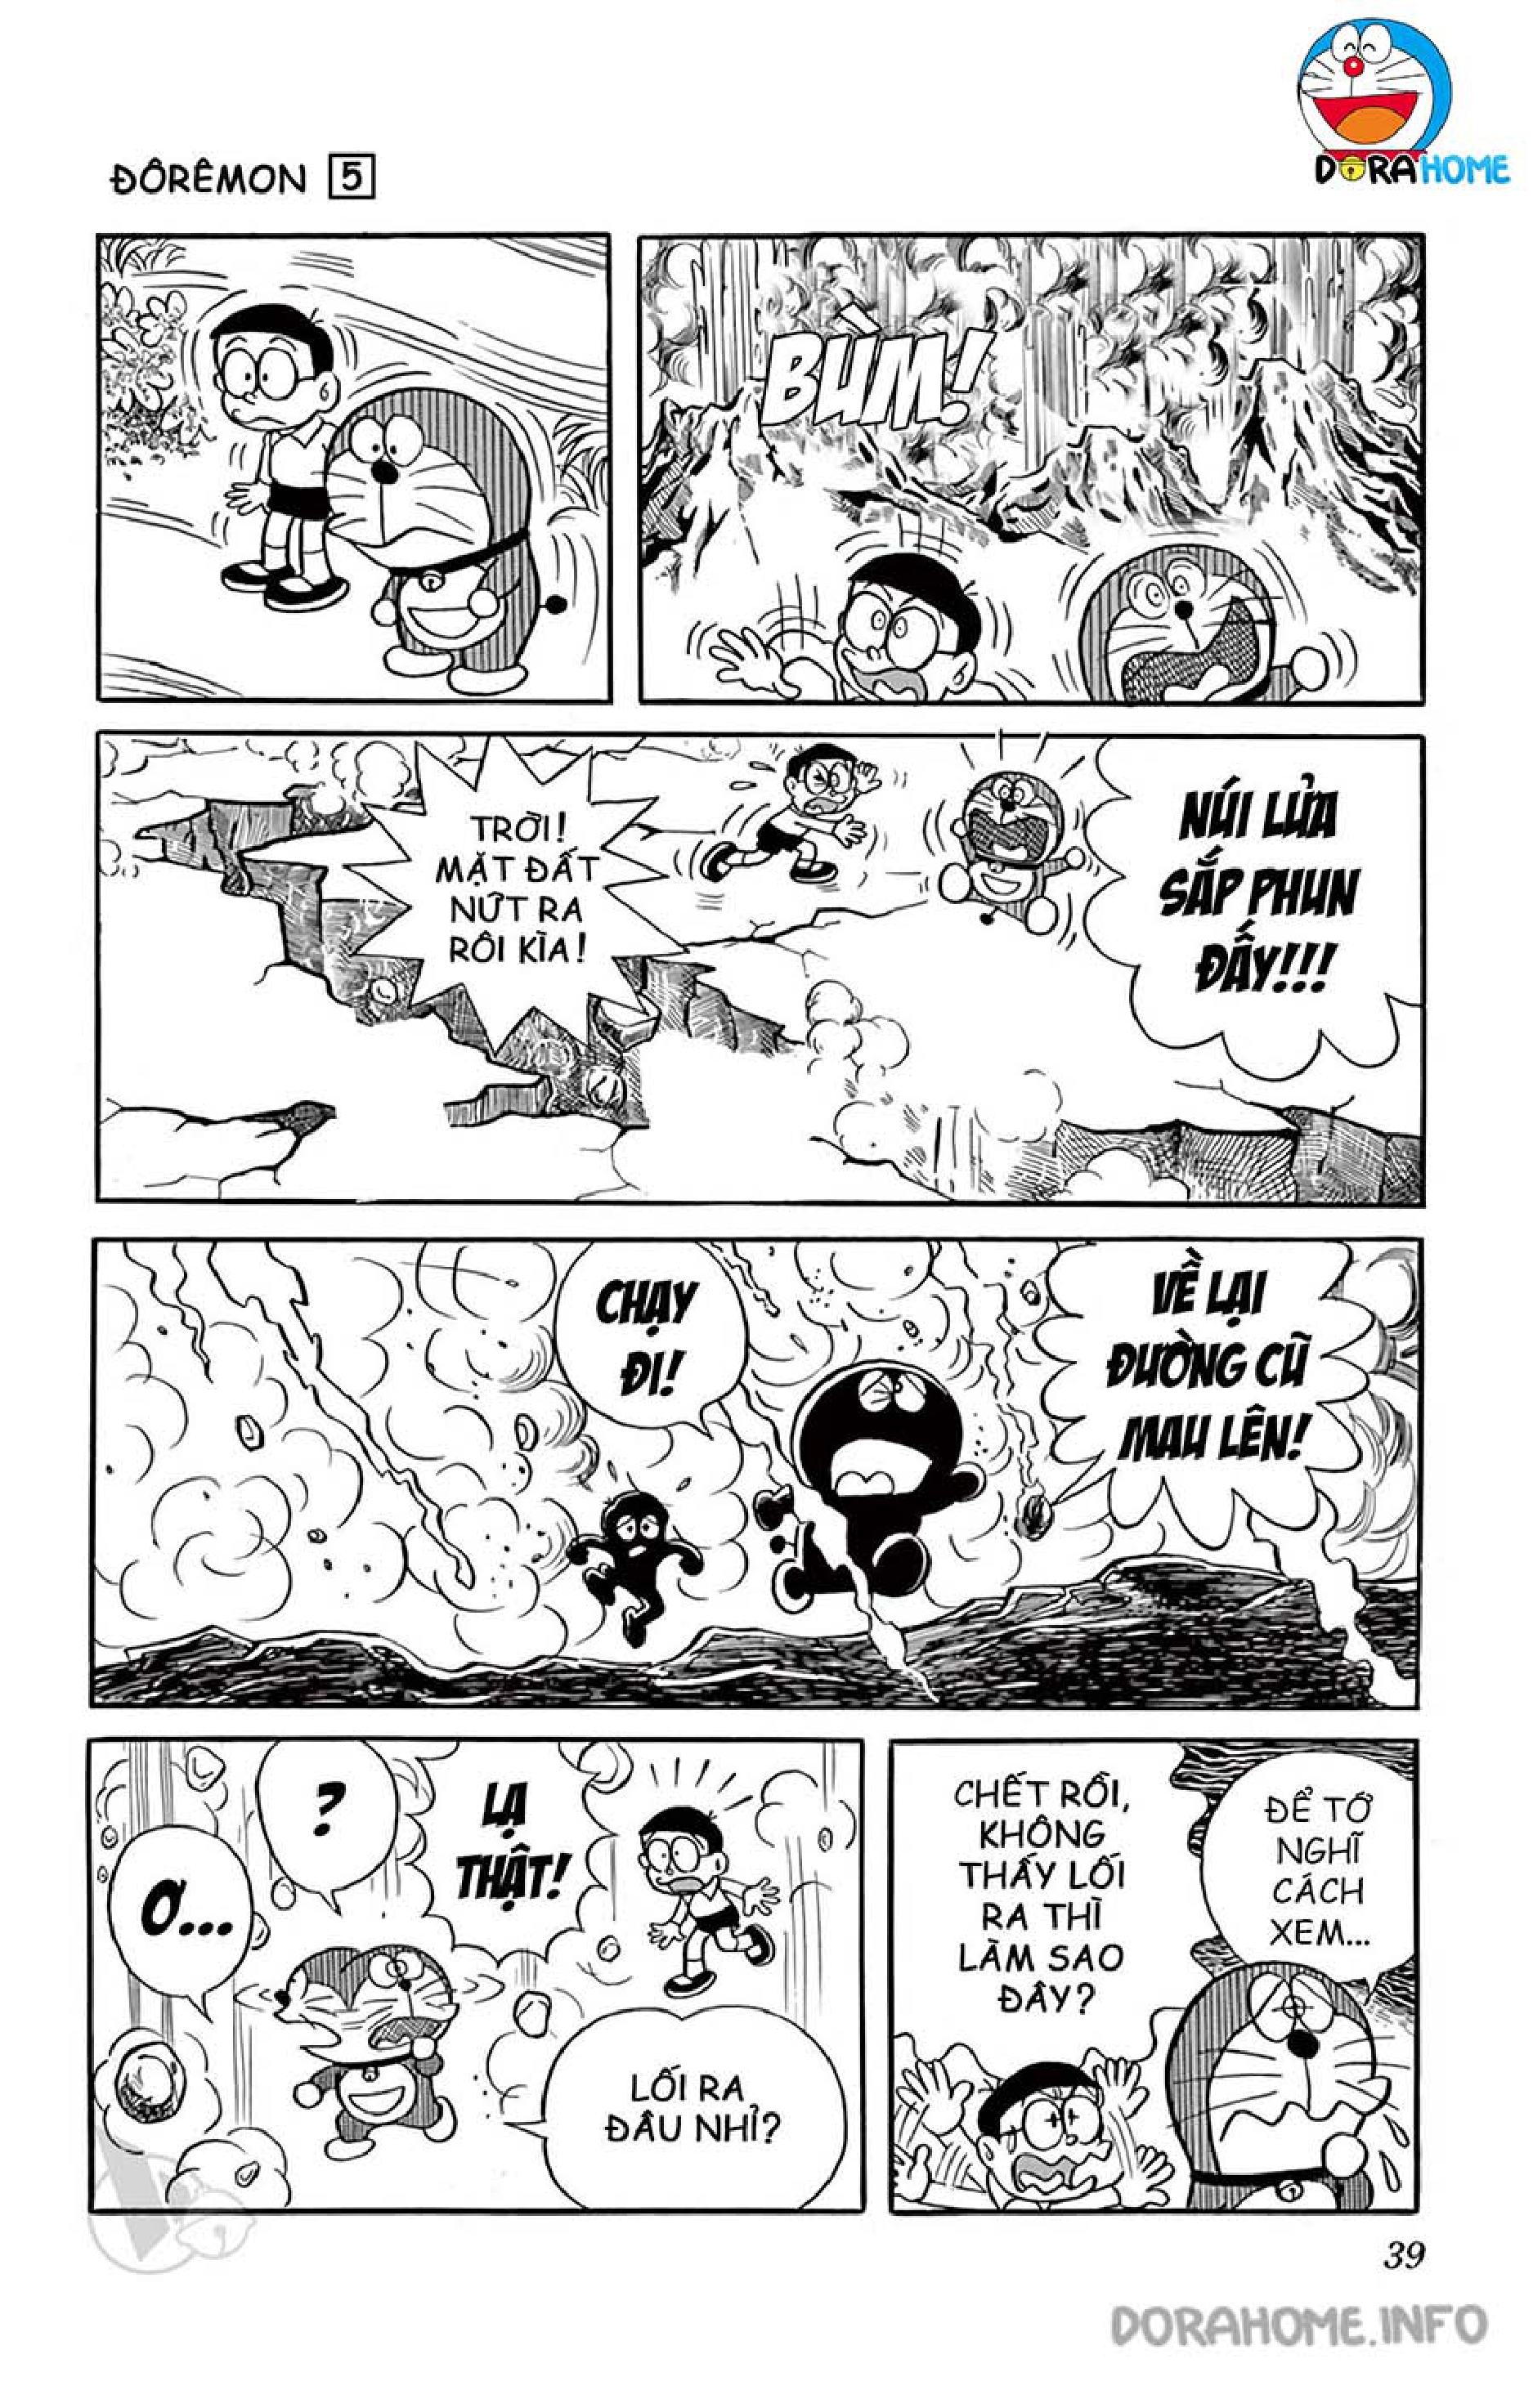 DORAHOME
ĐÔRÊMON 5
BÙM!
TRỜI!
MẶT ĐẤT
NỨT RA
RÔI KÌA!
NÚI LỬA
SẮP PHUN
ĐẤY!!!
CHẠY
ĐI!
VỀ LẠI
ĐƯỜNG CŨ
MAU LÊN!
Ơ...
?
LẠ
THẬT!
LỐI RA
ĐÂU NHỈ?
CHẾT RỒI,
KHÔNG
THẤY LỐI
RA THÌ
LÀM SAO
ĐÂY?
ĐỂ TỚ
NGHĨ
CÁCH
XEM...
39
DORAHOME.INFO